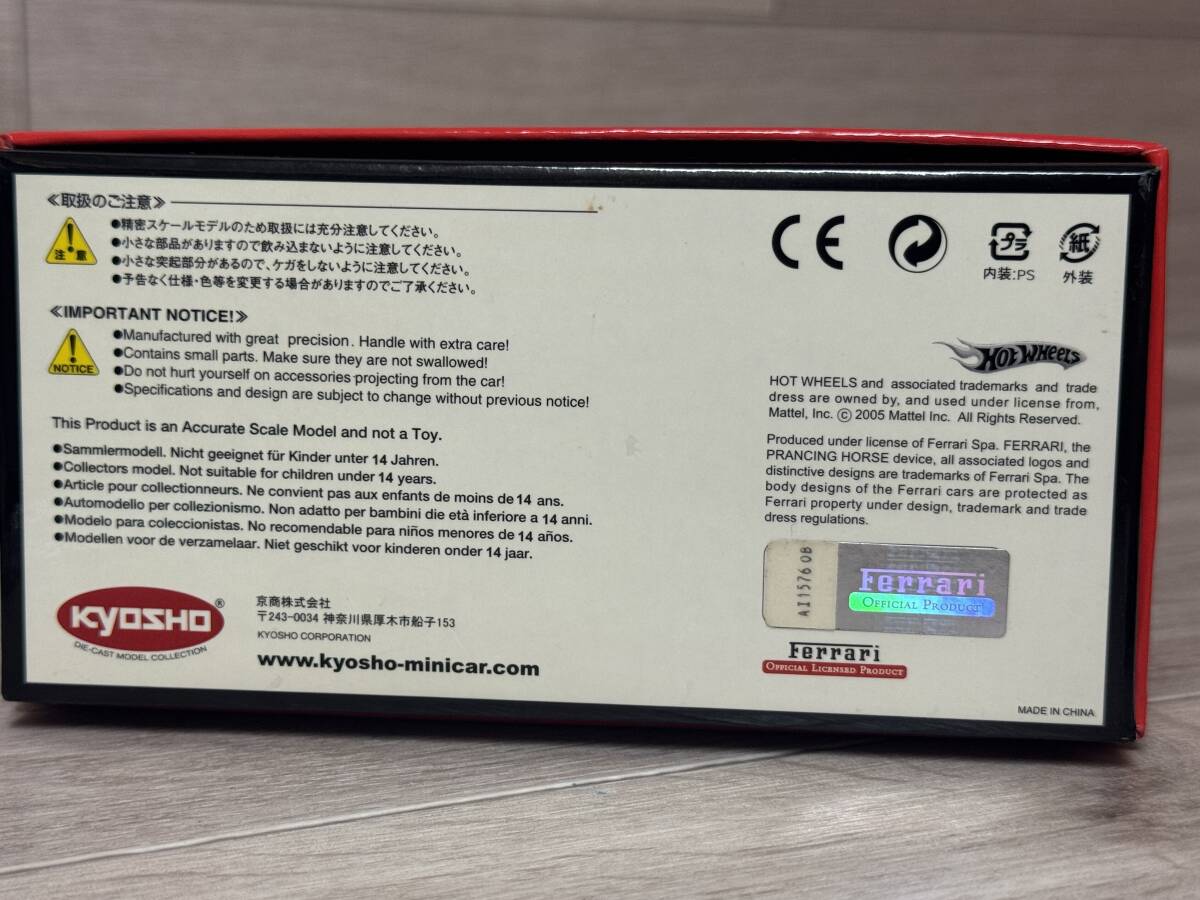 ≪取扱のご注意≫
注意
●精密スケールモデルのため取扱には充分注意してください。
●小さな部品がありますので飲み込まないように注意してください。
●小さな突起部分があるので、ケガをしないように注意してください。
●予告なく仕様・色等を変更する場合がありますのでご了承ください。
≪IMPORTANT NOTICE!≫
NOTICE
●Manufactured with great precision. Handle with extra care!
●Contains small parts. Make sure they are not swallowed!
●Do not hurt yourself on accessories projecting from the car!
●Specifications and design are subject to change without previous notice!
This Product is an Accurate Scale Model and not a Toy.
●Sammlermodell. Nicht geeignet für Kinder unter 14 Jahren.
●Collectors model. Not suitable for children under 14 years.
●Article pour collectionneurs. Ne convient pas aux enfants de moins de 14 ans.
●Automodello per collezionismo. Non adatto per bambini die età inferiore a 14 anni.
●Modelo para coleccionistas. No recomendable para niños menores de 14 años.
●Modellen voor de verzamelaar. Niet geschikt voor kinderen onder 14 jaar.
KYOSHO®
DIE-CAST MODEL COLLECTION
京商株式会社
〒243-0034 神奈川県厚木市船子153
KYOSHO CORPORATION
www.kyosho-minicar.com
CE
プラ
内装:PS
紙
外装
HOT WHEELS
HOT WHEELS and associated trademarks and trade
dress are owned by, and used under license from,
Mattel, Inc. © 2005 Mattel Inc. All Rights Reserved.
Produced under license of Ferrari Spa. FERRARI, the
PRANCING HORSE device, all associated logos and
distinctive designs are trademarks of Ferrari Spa. The
body designs of the Ferrari cars are protected as
Ferrari property under design, trademark and trade
dress regulations.
AI1576 0B
Ferrari
OFFICIAL PRODUCT
Ferrari
OFFICIAL LICENSED PRODUCT
MADE IN CHINA